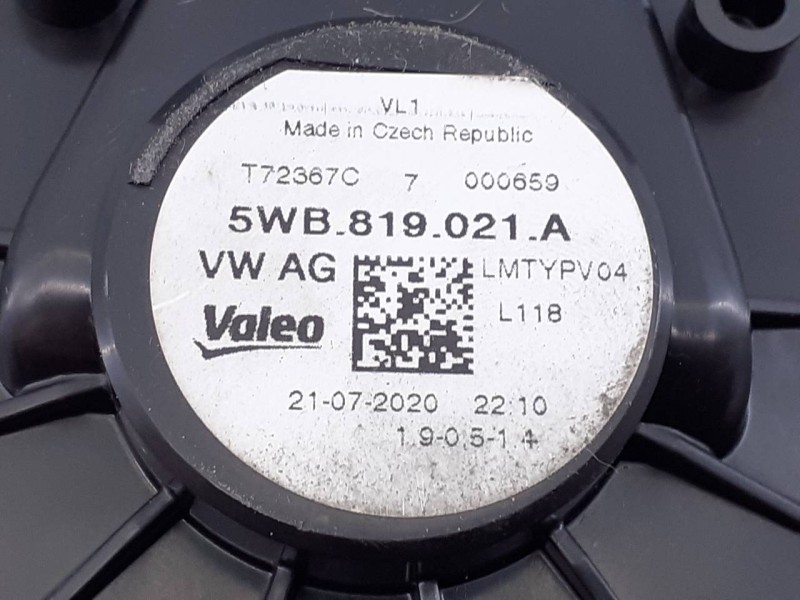 VL1
Made in Czech Republic
T72367C 7 000659
5WB.819.021.A
VW AG LMTYPV04
Valeo L118
21-07-2020 22:10
1.9-0.5-1.4